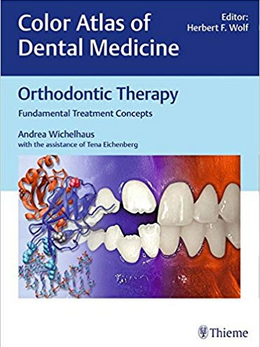 Color Atlas of
Dental Medicine
Editor:
Herbert F. Wolf
Orthodontic Therapy
Fundamental Treatment Concepts
Andrea Wichelhaus
with the assistance of Tena Eichenberg
Thieme